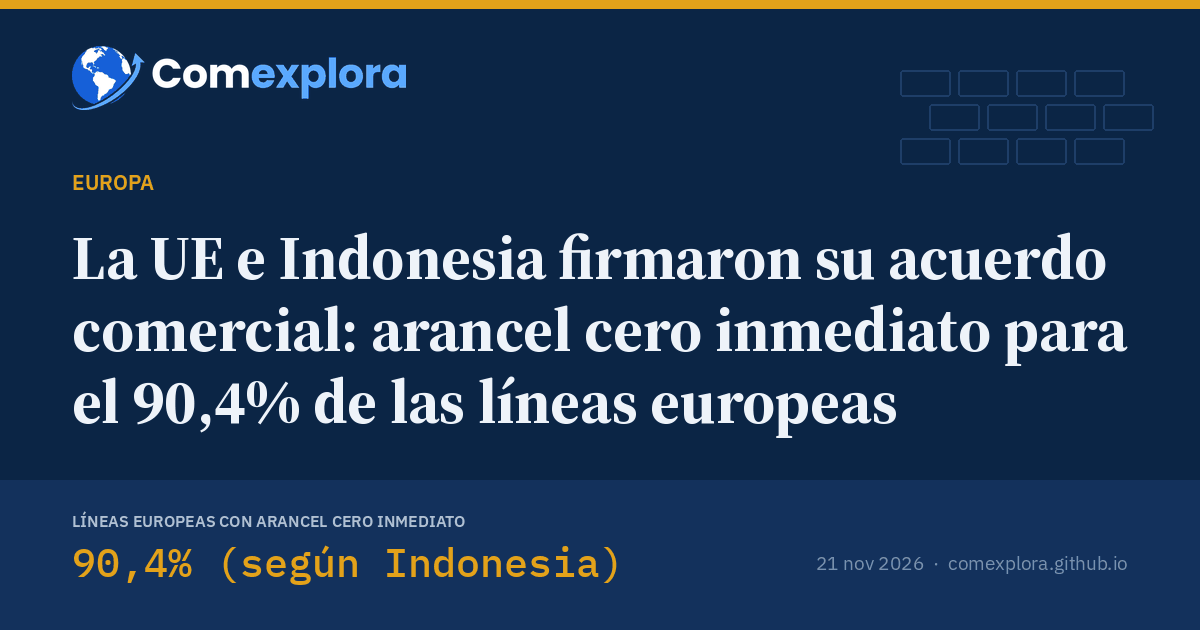 Comexplora
EUROPA
La UE e Indonesia firmaron su acuerdo
comercial: arancel cero inmediato para
el 90,4% de las líneas europeas
LÍNEAS EUROPEAS CON ARANCEL CERO INMEDIATO
90,4% (según Indonesia)
21 nov 2026 · comexplora.github.io